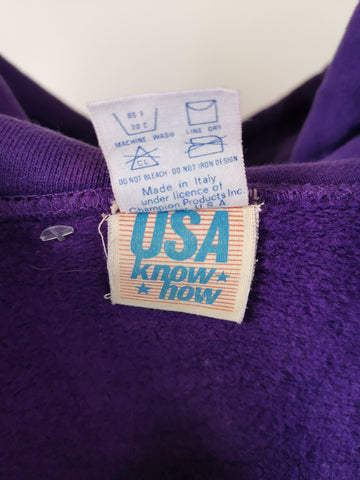 86 F
30°C
MACHINE WASH
LINE DRY
CL
DO NOT BLEACH · DO NOT IRON DESIGN
Made in Italy
under licence of
Champion Products Inc.
U.S.A.
USA
know
how